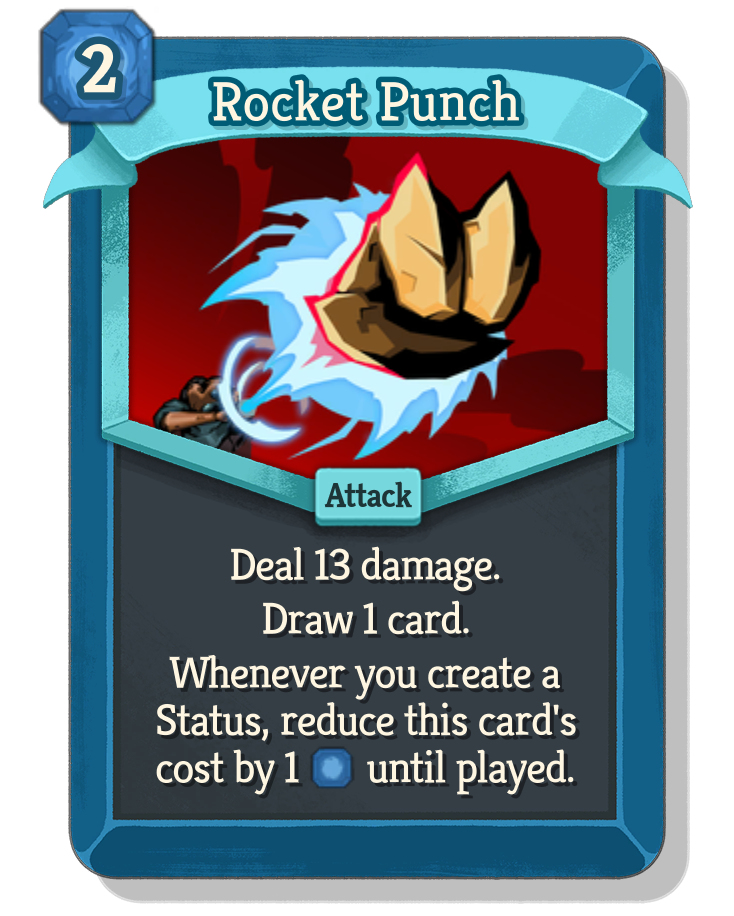 2
Rocket Punch
Attack
Deal 13 damage.
Draw 1 card.
Whenever you create a
Status, reduce this card's
cost by 1 until played.